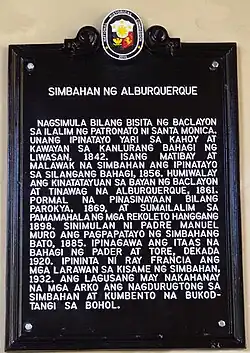 SIMBAHAN NG ALBURQUERQUE
NAGSIMULA BILANG BISITA NG BACLAYON
SA ILALIM NG PATRONATO NI SANTA MONICA.
UNANG IPINATAYO YARI SA KAHOY AT
KAWAYAN SA KANLURANG BAHAGI NG
LIWASAN, 1842. ISANG MATIBAY AT
MALAWAK NA SIMBAHAN ANG IPINATAYO
SA SILANGANG BAHAGI, 1856. HUMIWALAY
ANG KINATATAYUAN SA BAYAN NG BACLAYON
AT TINAWAG NA ALBURQUERQUE, 1861.
PORMAL NA PINASINAYAAN BILANG
PAROKYA, 1869, AT SUMAILALIM SA
PAMAMAHALA NG MGA REKOLETO HANGGANG
1898. SINIMULAN NI PADRE MANUEL
MURO ANG PAGPAPATAYO NG SIMBAHANG
BATO, 1885. IPINAGAWA ANG ITAAS NA
BAHAGI NG PADER AT TORE, DEKADA
1920. IPININTA NI RAY FRANCIA ANG
MGA LARAWAN SA KISAME NG SIMBAHAN,
1932. ANG LAGUSANG MAY NAKAHANAY
NA MGA ARKO ANG NAGDURUGTONG SA
SIMBAHAN AT KUMBENTO NA BUKOD-
TANGI SA BOHOL.